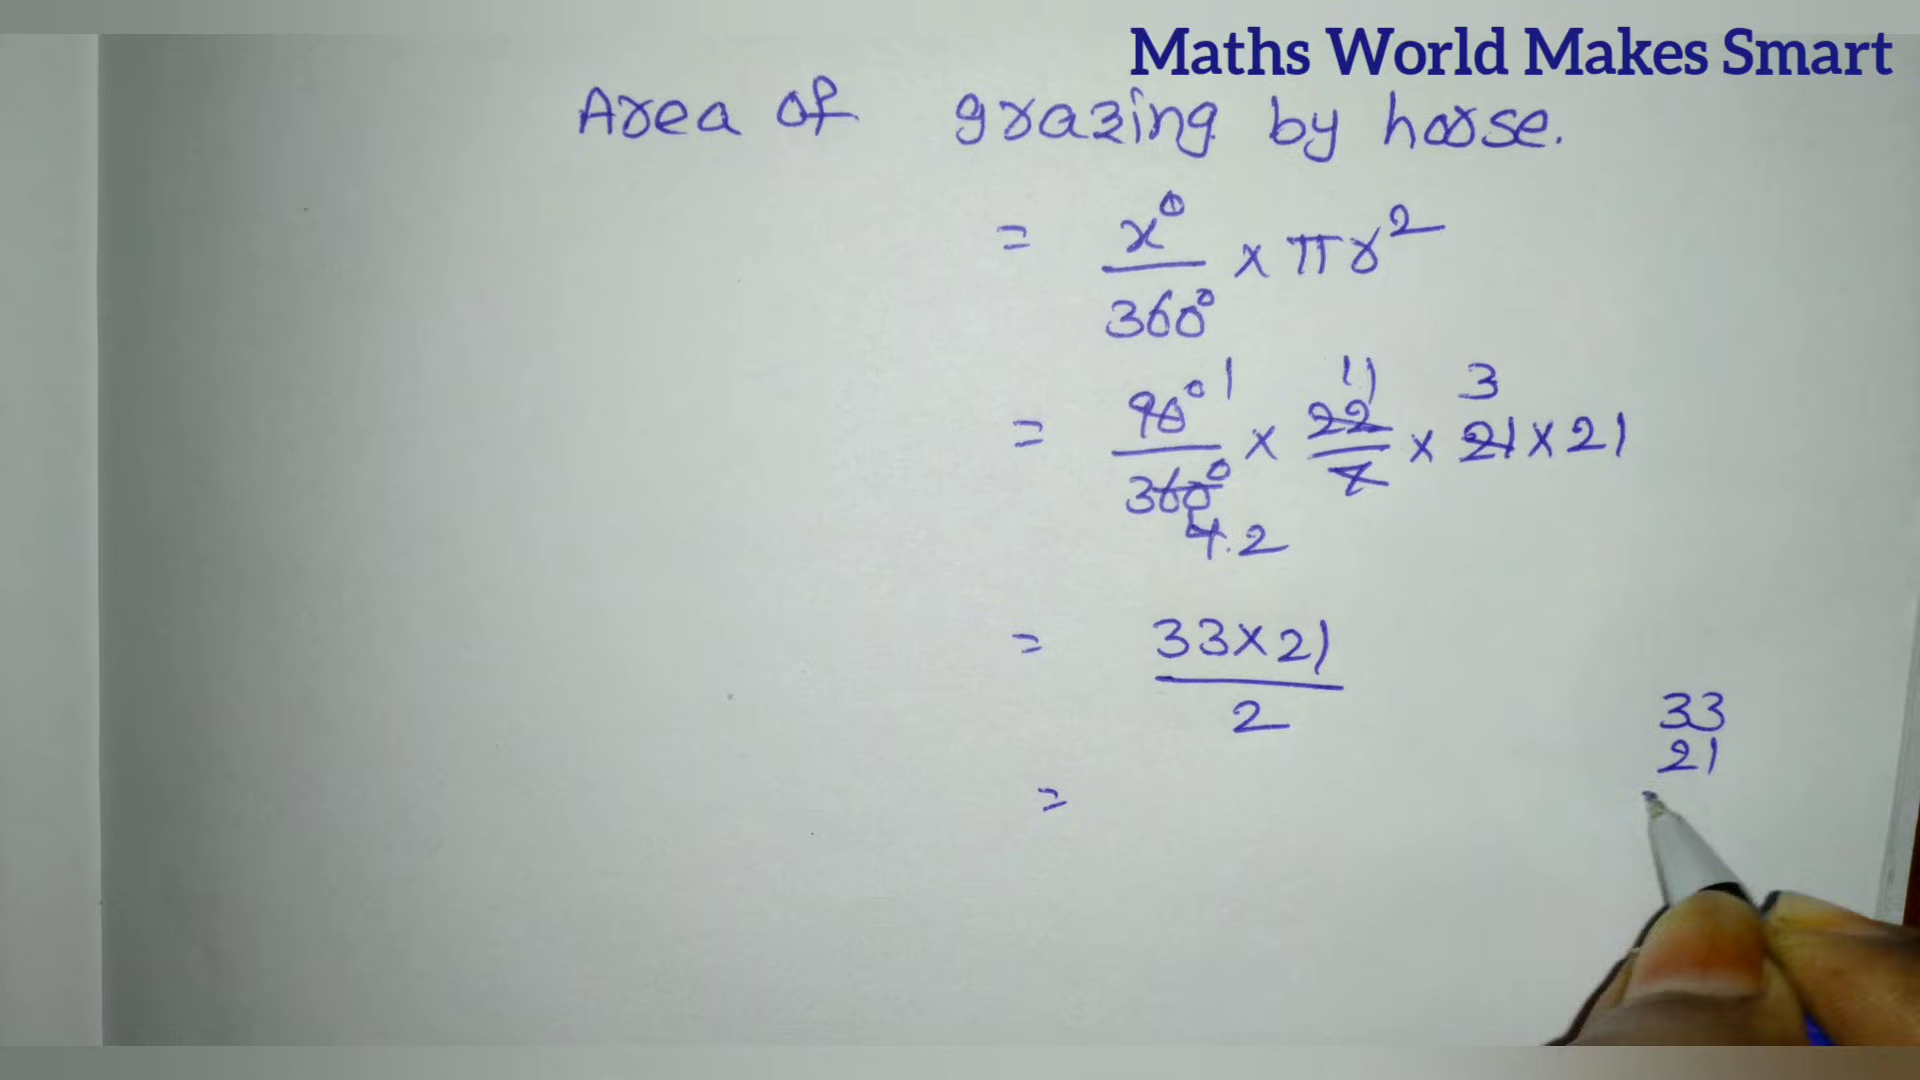 Maths World Makes Smart
Area of grazing by horse.
= x°/360° × πr²
= 90°/360° × 22/7 × 21 × 21
1 11 3
4.2
= 33×21/2
33
21
=